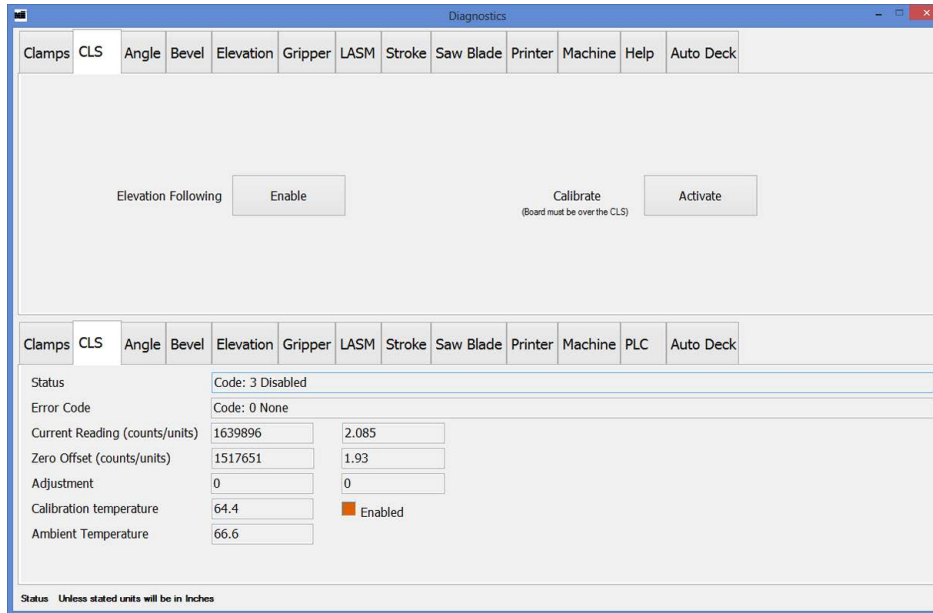 Diagnostics
Clamps CLS Angle Bevel Elevation Gripper LASM Stroke Saw Blade Printer Machine Help Auto Deck
Elevation Following Enable Calibrate Activate
(Board must be over the CLS)
Clamps CLS Angle Bevel Elevation Gripper LASM Stroke Saw Blade Printer Machine PLC Auto Deck
Status Code: 3 Disabled
Error Code Code: 0 None
Current Reading (counts/units) 1639896 2.085
Zero Offset (counts/units) 1517651 1.93
Adjustment 0 0
Calibration temperature 64.4 Enabled
Ambient Temperature 66.6
Status Unless stated units will be in Inches